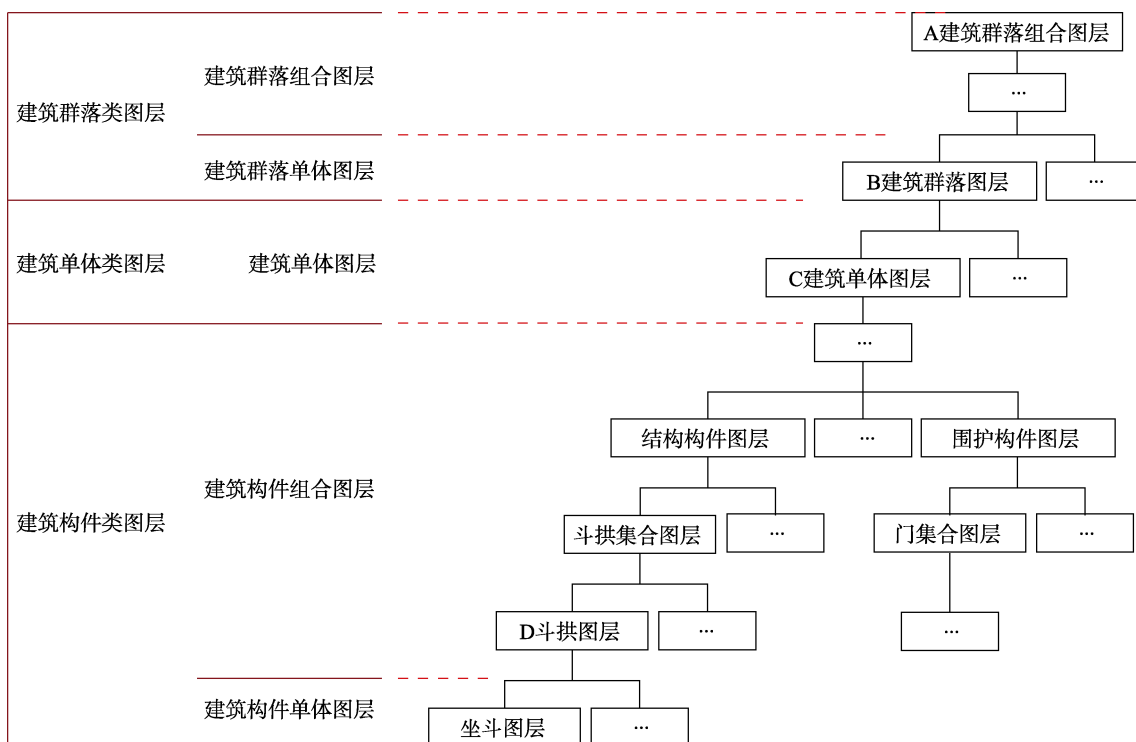 A建筑群落组合图层
建筑群落组合图层
…
建筑群落类图层
建筑群落单体图层
B建筑群落图层
…
建筑单体类图层
建筑单体图层
C建筑单体图层
…
…
结构构件图层
…
围护构件图层
建筑构件组合图层
建筑构件类图层
斗拱集合图层
…
门集合图层
…
D斗拱图层
…
…
建筑构件单体图层
坐斗图层
…